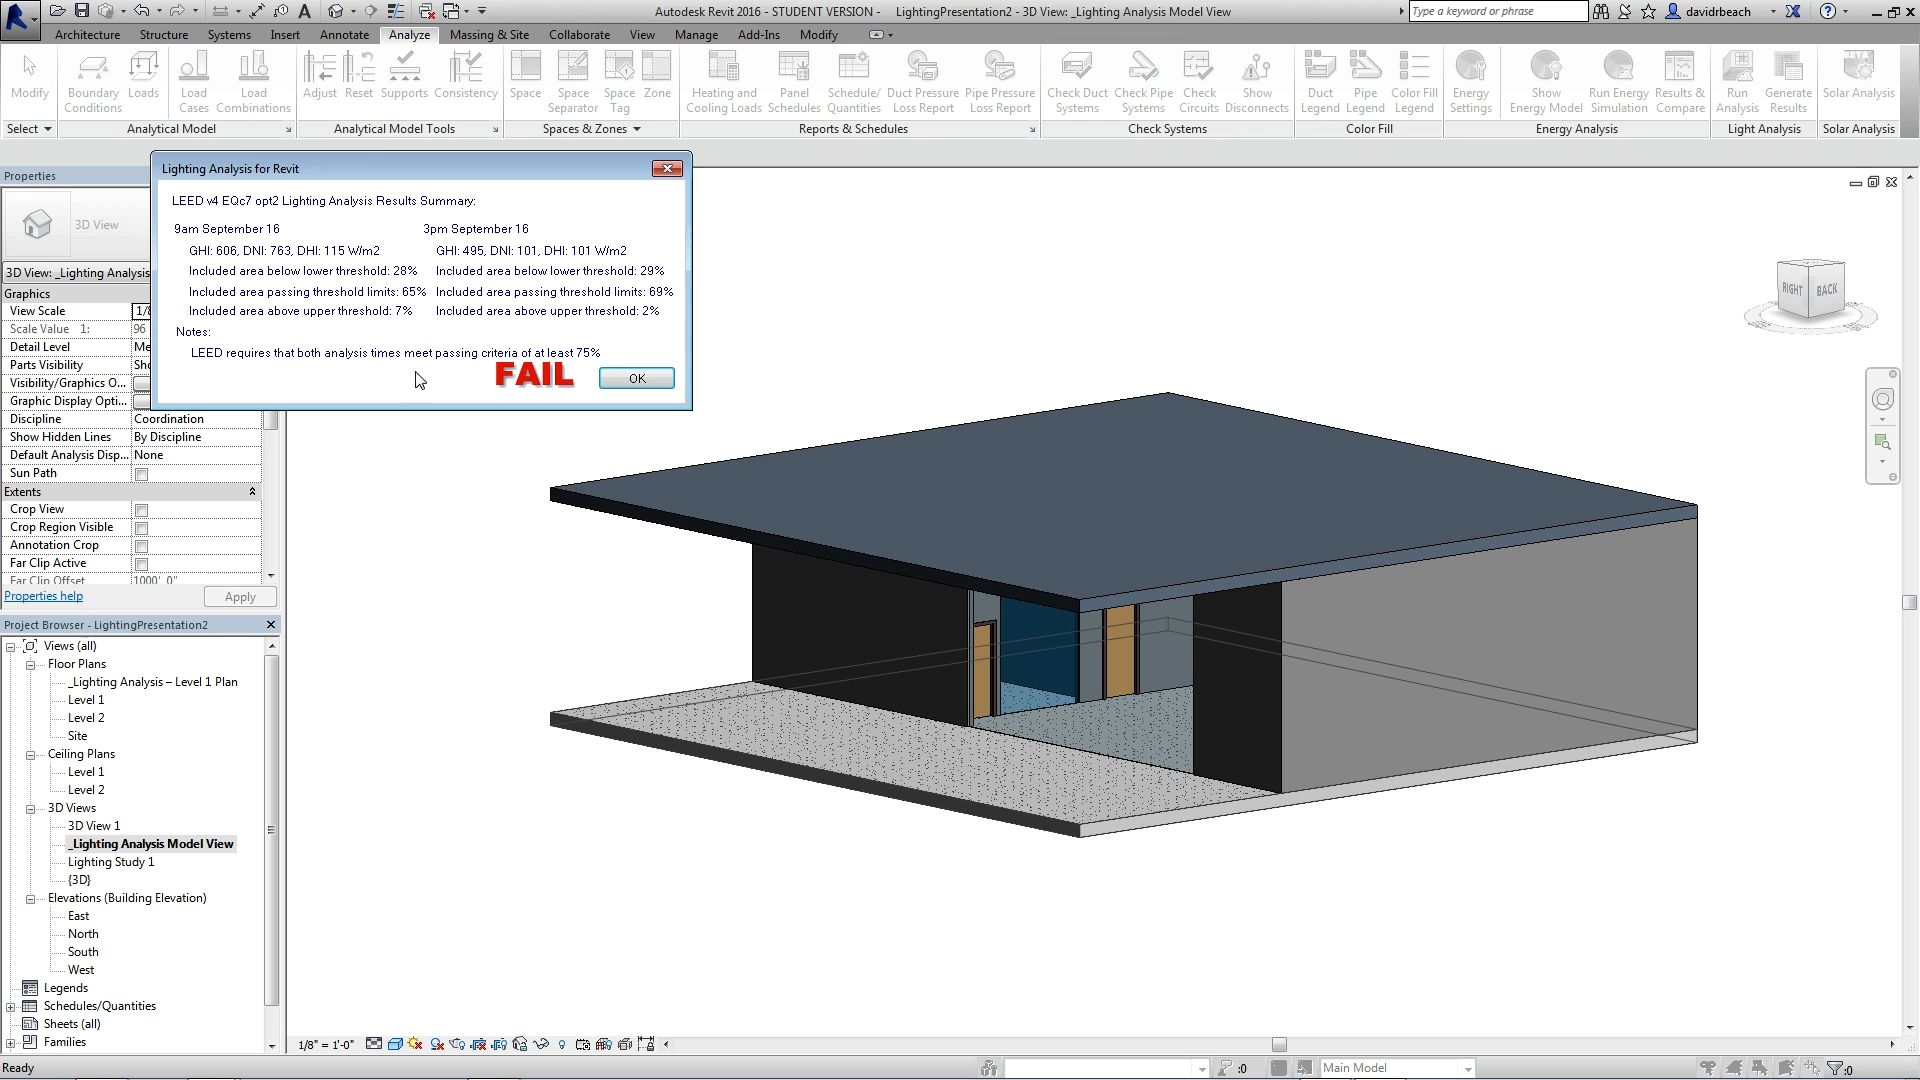 Autodesk Revit 2016 - STUDENT VERSION - LightingPresentation2 - 3D View: _Lighting Analysis Model View
Type a keyword or phrase
davidrbeach
Architecture Structure Systems Insert Annotate Analyze Massing & Site Collaborate View Manage Add-Ins Modify
Modify
Boundary Conditions
Loads
Load Cases
Load Combinations
Adjust
Reset
Supports
Consistency
Space
Space Separator
Space Tag
Zone
Heating and Cooling Loads
Panel Schedules
Schedule/ Quantities
Duct Pressure Loss Report
Pipe Pressure Loss Report
Check Duct Systems
Check Pipe Systems
Check Circuits
Show Disconnects
Duct Legend
Pipe Legend
Color Fill Legend
Energy Settings
Show Energy Model
Run Energy Simulation
Results & Compare
Run Analysis
Generate Results
Solar Analysis
Select
Analytical Model
Analytical Model Tools
Spaces & Zones
Reports & Schedules
Check Systems
Color Fill
Energy Analysis
Light Analysis
Solar Analysis
Lighting Analysis for Revit
LEED v4 EQc7 opt2 Lighting Analysis Results Summary:
9am September 16 3pm September 16
GHI: 606, DNI: 763, DHI: 115 W/m2 GHI: 495, DNI: 101, DHI: 101 W/m2
Included area below lower threshold: 28% Included area below lower threshold: 29%
Included area passing threshold limits: 65% Included area passing threshold limits: 69%
Included area above upper threshold: 7% Included area above upper threshold: 2%
Notes:
LEED requires that both analysis times meet passing criteria of at least 75%
FAIL
OK
Properties
3D View
3D View: _Lighting Analysis
Graphics
View Scale 1/8
Scale Value 1: 96
Detail Level Me
Parts Visibility Sho
Visibility/Graphics O...
Graphic Display Opti...
Discipline Coordination
Show Hidden Lines By Discipline
Default Analysis Disp... None
Sun Path
Extents
Crop View
Crop Region Visible
Annotation Crop
Far Clip Active
Far Clip Offset 1000' 0"
Properties help Apply
Project Browser - LightingPresentation2
Views (all)
Floor Plans
_Lighting Analysis – Level 1 Plan
Level 1
Level 2
Site
Ceiling Plans
Level 1
Level 2
3D Views
3D View 1
_Lighting Analysis Model View
Lighting Study 1
{3D}
Elevations (Building Elevation)
East
North
South
West
Legends
Schedules/Quantities
Sheets (all)
Families
RIGHT BACK
1/8" = 1'-0"
Ready
:0
Main Model
:0